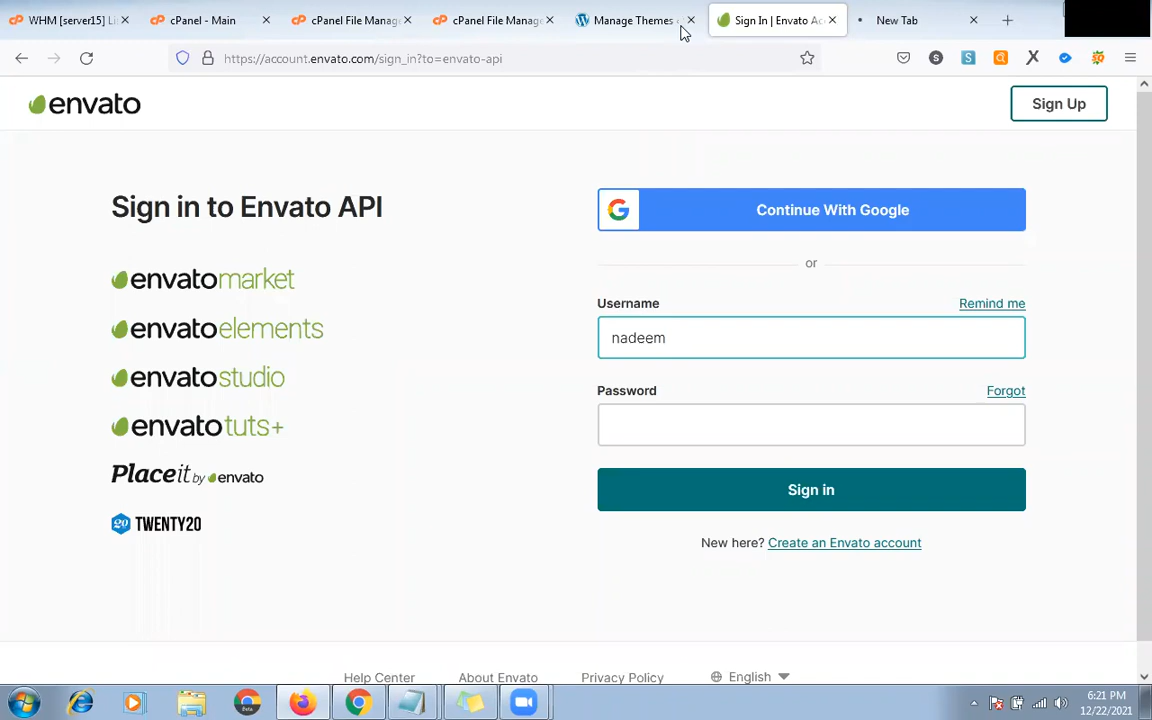 WHM [server15] Li
cPanel - Main
cPanel File Manage
cPanel File Manage
Manage Themes
Sign In | Envato Ac
New Tab
https://account.envato.com/sign_in?to=envato-api
envato
Sign Up
Sign in to Envato API
Continue With Google
or
envatomarket
envatoelements
envatostudio
envatotuts+
Placeit by envato
20 TWENTY20
Username
Remind me
nadeem
Password
Forgot
Sign in
New here? Create an Envato account
Help Center
About Envato
Privacy Policy
English
6:21 PM
12/22/2021